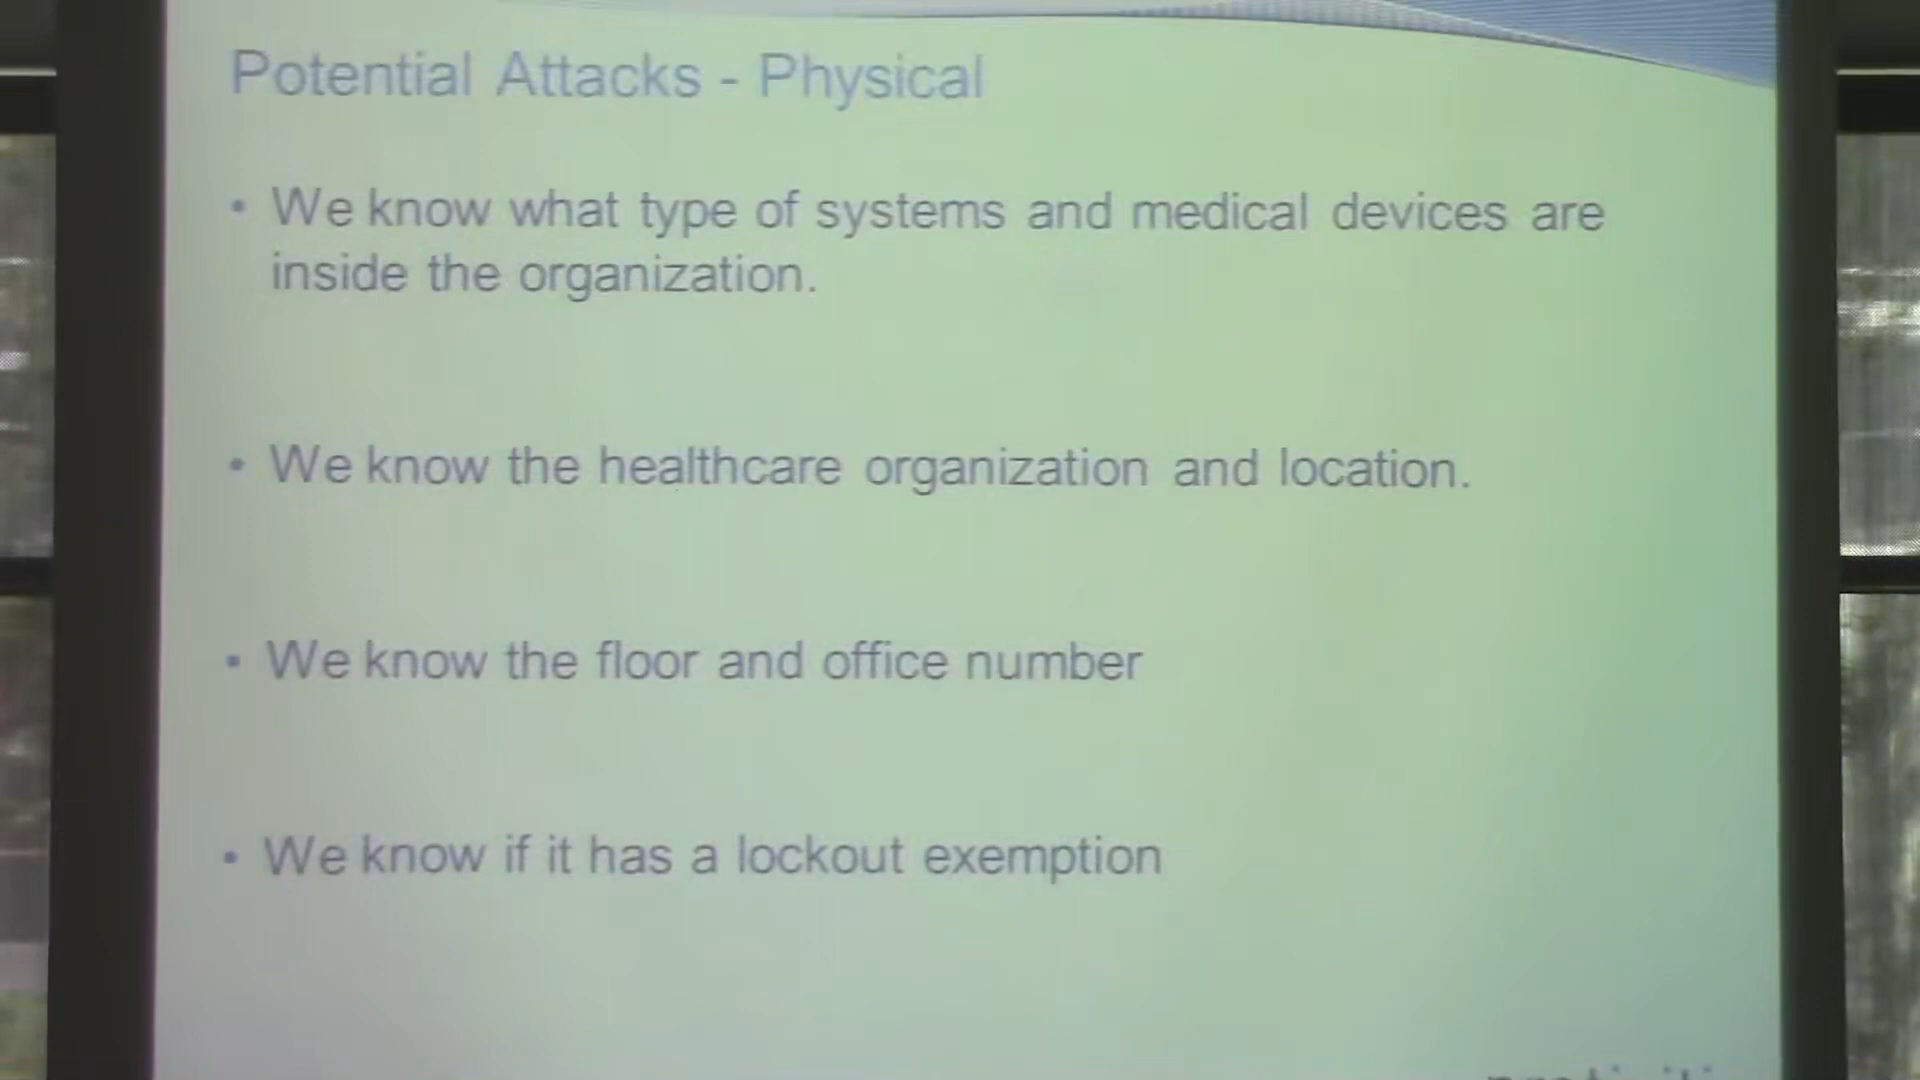 Potential Attacks - Physical
• We know what type of systems and medical devices are
inside the organization.
• We know the healthcare organization and location.
• We know the floor and office number
• We know if it has a lockout exemption